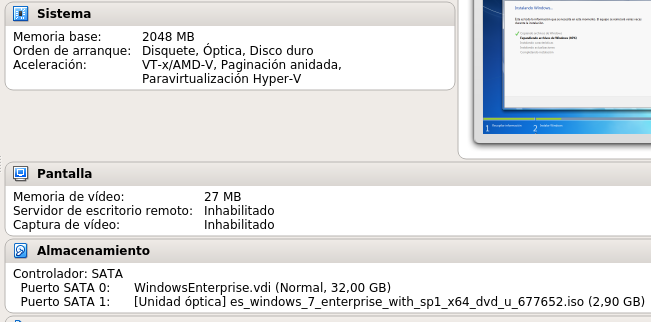 Sistema
Memoria base: 2048 MB
Orden de arranque: Disquete, Óptica, Disco duro
Aceleración: VT-x/AMD-V, Paginación anidada,
Paravirtualización Hyper-V
Instalando Windows...
1
2
Pantalla
Memoria de vídeo: 27 MB
Servidor de escritorio remoto: Inhabilitado
Captura de vídeo: Inhabilitado
Almacenamiento
Controlador: SATA
Puerto SATA 0: WindowsEnterprise.vdi (Normal, 32,00 GB)
Puerto SATA 1: [Unidad óptica] es_windows_7_enterprise_with_sp1_x64_dvd_u_677652.iso (2,90 GB)